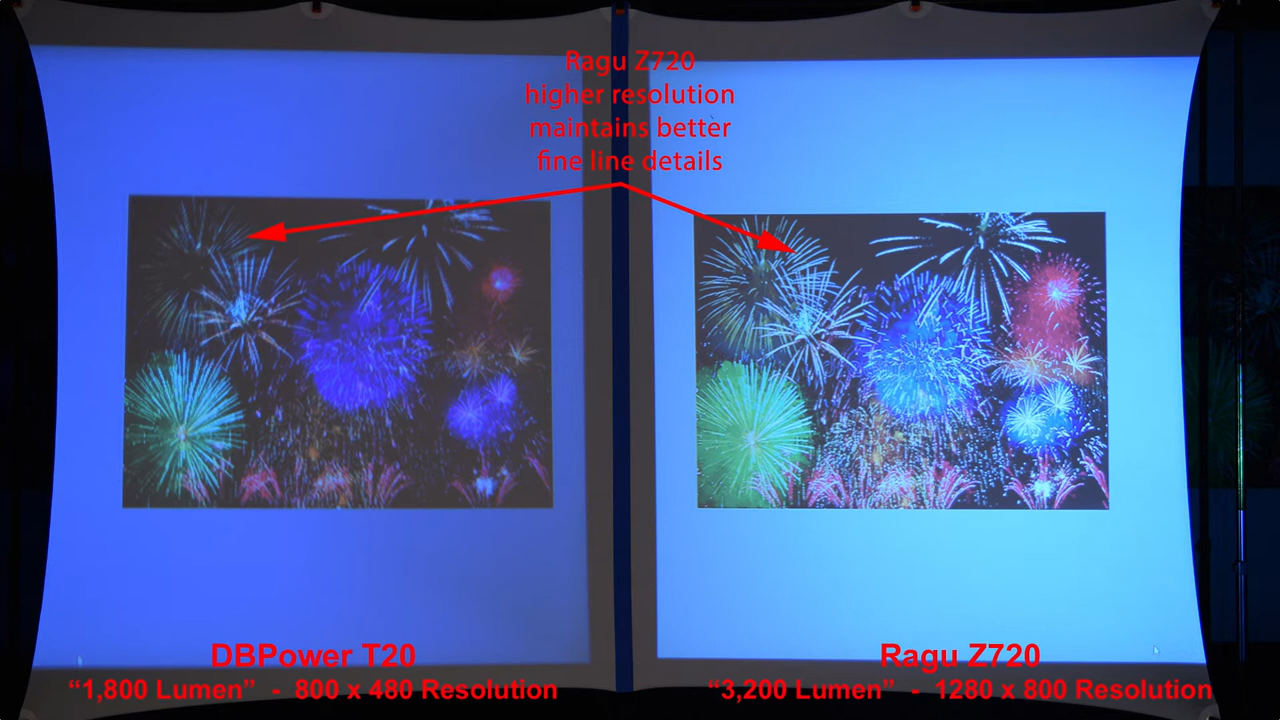 Ragu Z720
higher resolution
maintains better
fine line details
DBPower T20
“1,800 Lumen” - 800 x 480 Resolution
Ragu Z720
“3,200 Lumen” - 1280 x 800 Resolution